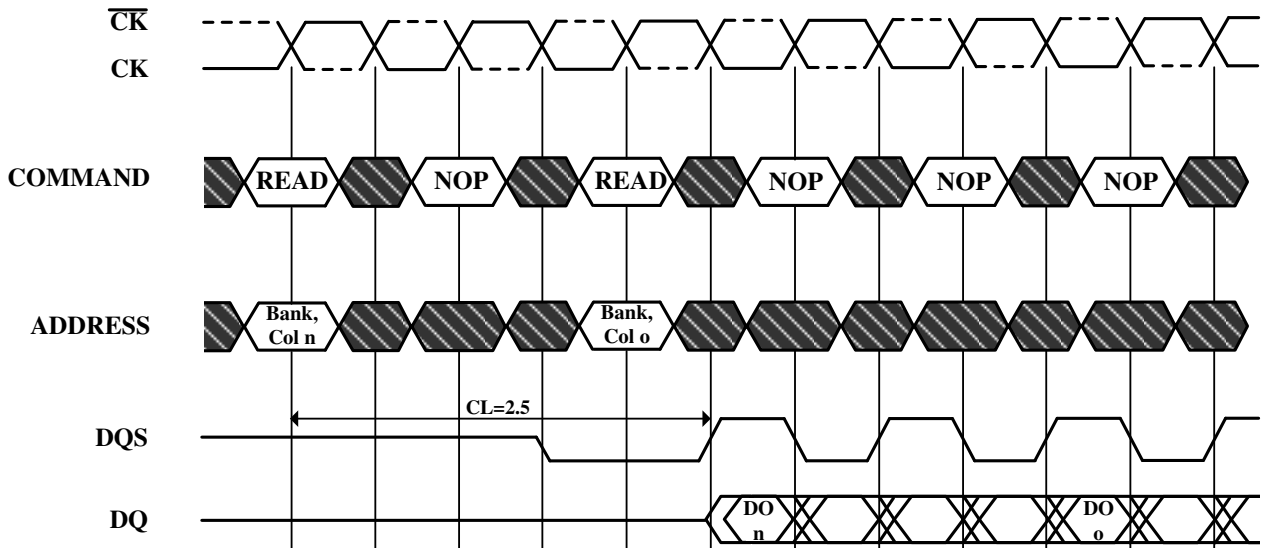 CK
CK
COMMAND
READ NOP READ NOP NOP NOP
ADDRESS
Bank,
Col n
Bank,
Col o
CL=2.5
DQS
DQ
DO
n
DO
o